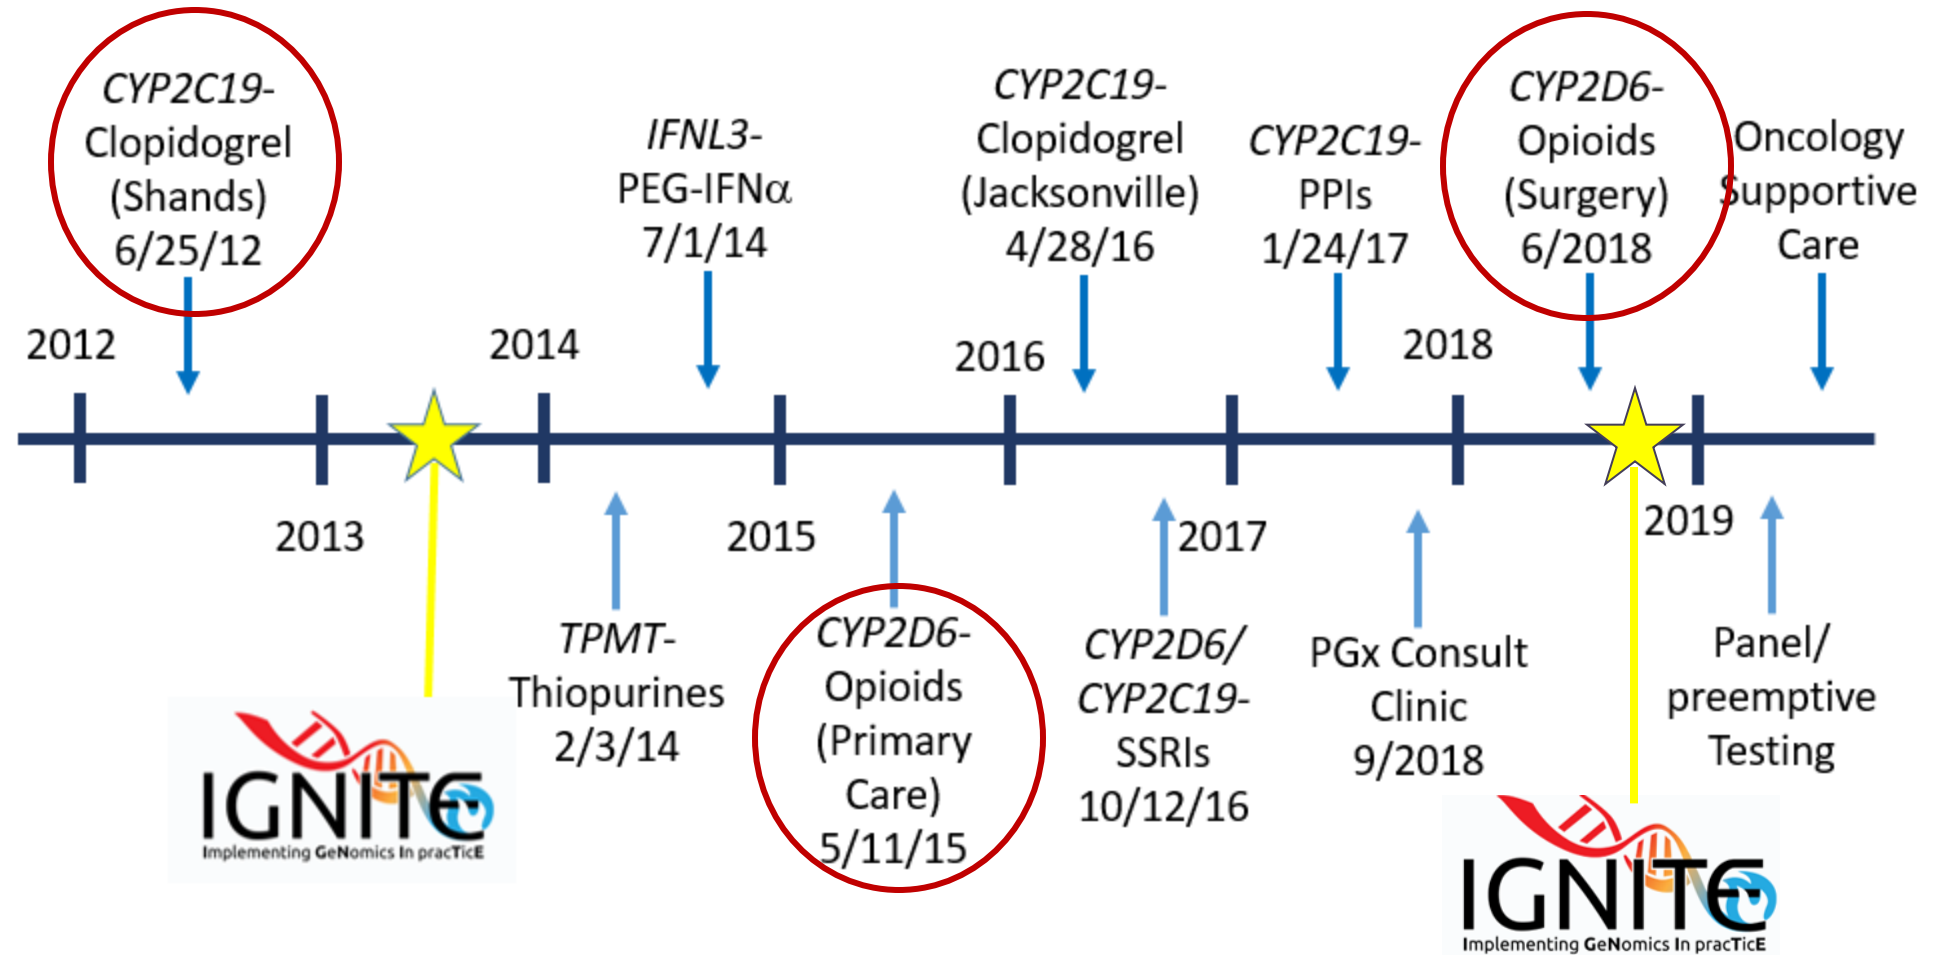 CYP2C19-
Clopidogrel
(Shands)
6/25/12
IFNL3-
PEG-IFNα
7/1/14
CYP2C19-
Clopidogrel
(Jacksonville)
4/28/16
CYP2C19-
PPIs
1/24/17
CYP2D6-
Opioids
(Surgery)
6/2018
Oncology
Supportive
Care
2012
2014
2016
2018
2013
2015
2017
2019
TPMT-
Thiopurines
2/3/14
CYP2D6-
Opioids
(Primary
Care)
5/11/15
CYP2D6/
CYP2C19-
SSRIs
10/12/16
PGx Consult
Clinic
9/2018
Panel/
preemptive
Testing
IGNITE
Implementing GeNomics In pracTicE
IGNITE
Implementing GeNomics In pracTicE